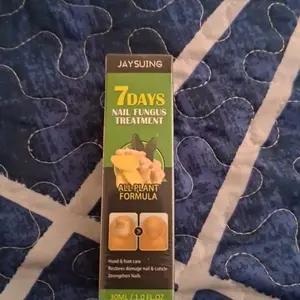 JAYSUING
7DAYS
NAIL FUNGUS
TREATMENT
ALL PLANT
FORMULA
Hand & foot care
Restores damage nail & cuticle
Strengthen Nails
30ML / 1.0 FL.OZ